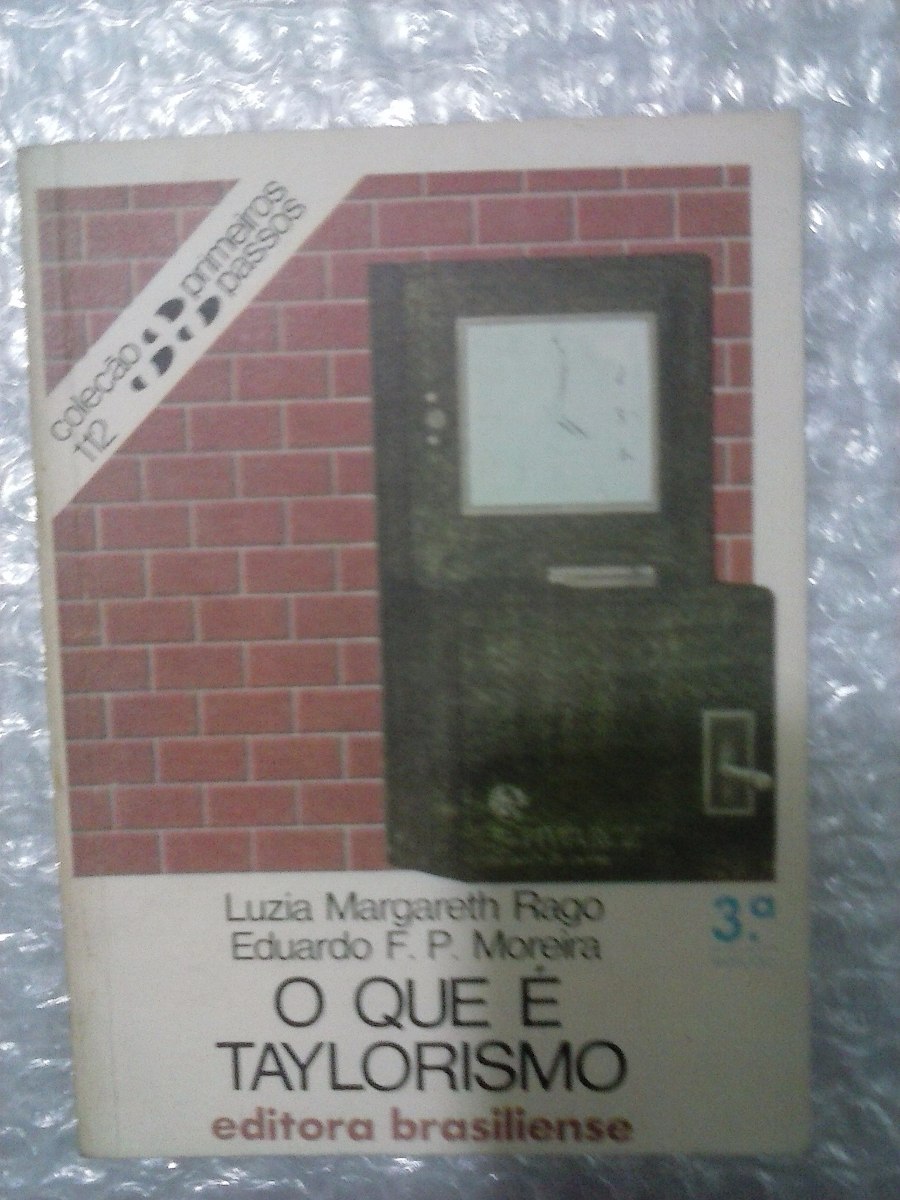 coleção primeiros
112 passos
Luzia Margareth Rago
Eduardo F. P. Moreira
3.ª
O QUE É
TAYLORISMO
editora brasiliense